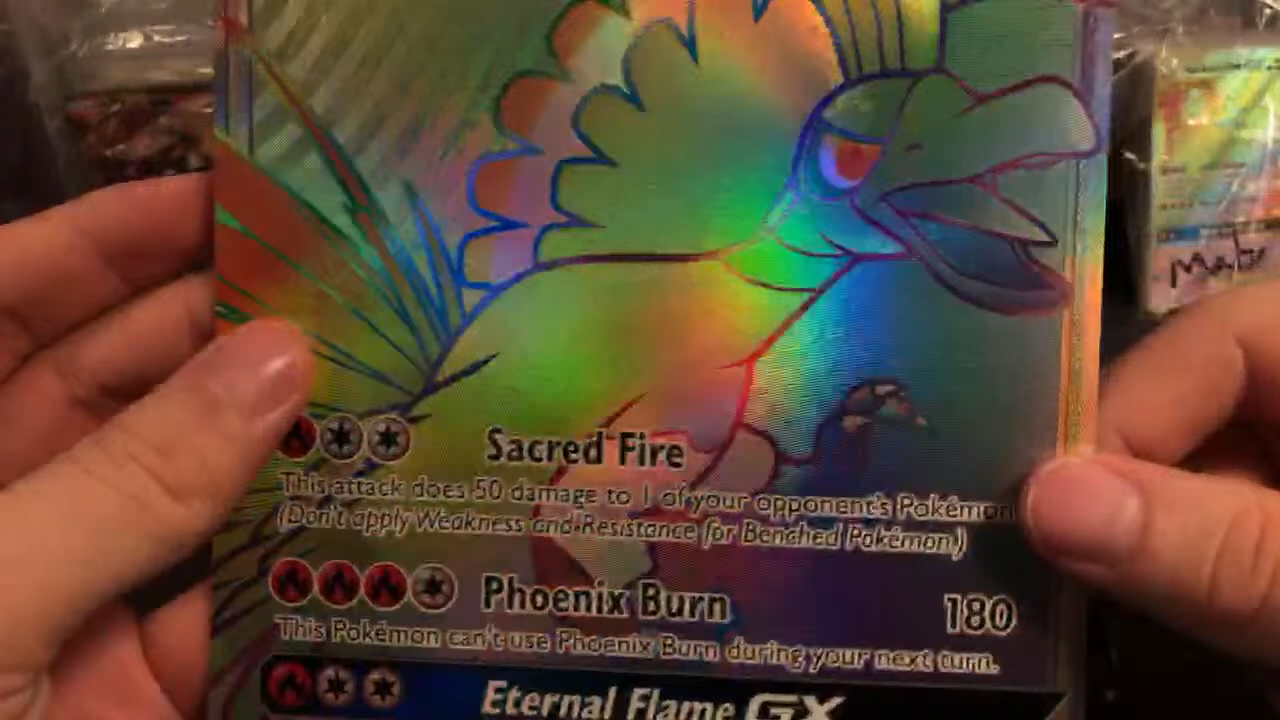 Sacred Fire
This attack does 50 damage to 1 of your opponent's Pokémon
(Don't apply Weakness and Resistance for Benched Pokémon.)
Phoenix Burn 180
This Pokémon can't use Phoenix Burn during your next turn.
Eternal Flame GX